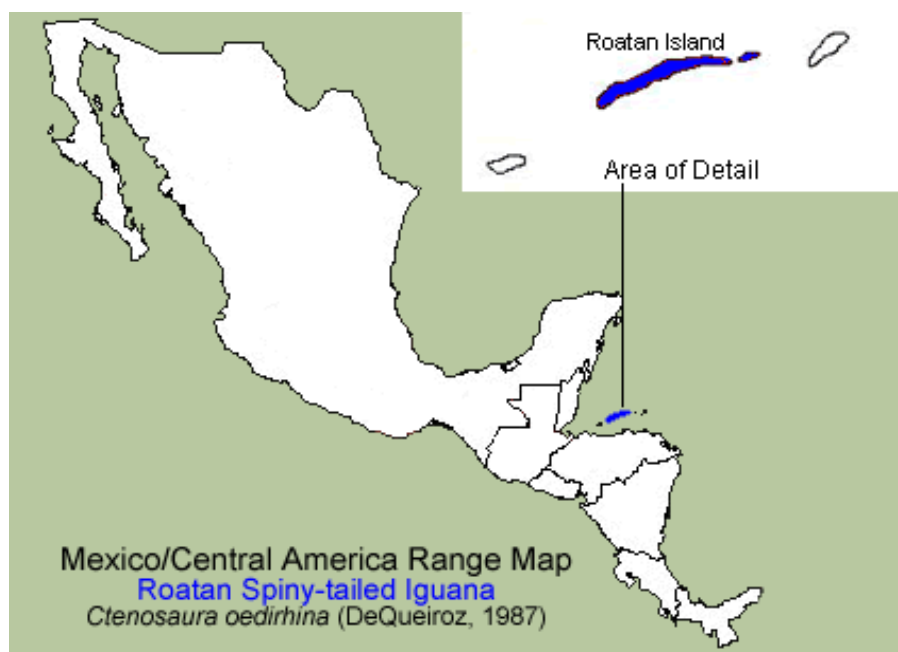 Roatan Island
Area of Detail
Mexico/Central America Range Map
Roatan Spiny-tailed Iguana
Ctenosaura oedirhina (DeQueiroz, 1987)